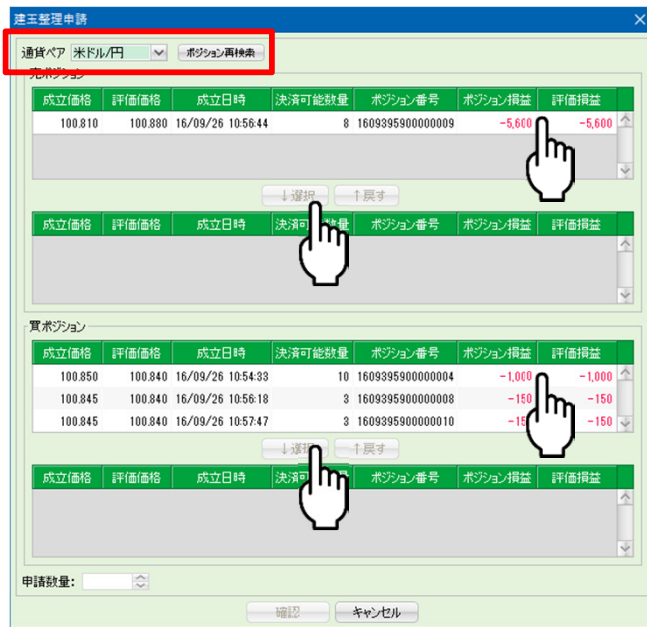 建玉整理申請
通貨ペア 米ドル/円 ポジション再検索
売ポジション
成立価格 評価価格 成立日時 決済可能数量 ポジション番号 ポジション損益 評価損益
100.810 100.880 16/09/26 10:56:44 8 1609395900000009 -5,600 -5,600
↓選択 ↑戻す
成立価格 評価価格 成立日時 決済可能数量 ポジション番号 ポジション損益 評価損益
買ポジション
成立価格 評価価格 成立日時 決済可能数量 ポジション番号 ポジション損益 評価損益
100.850 100.840 16/09/26 10:54:33 10 1609395900000004 -1,000 -1,000
100.845 100.840 16/09/26 10:56:18 3 1609395900000008 -150 -150
100.845 100.840 16/09/26 10:57:47 3 1609395900000010 -150 -150
↓選択 ↑戻す
成立価格 評価価格 成立日時 決済可能数量 ポジション番号 ポジション損益 評価損益
申請数量:
確認 キャンセル